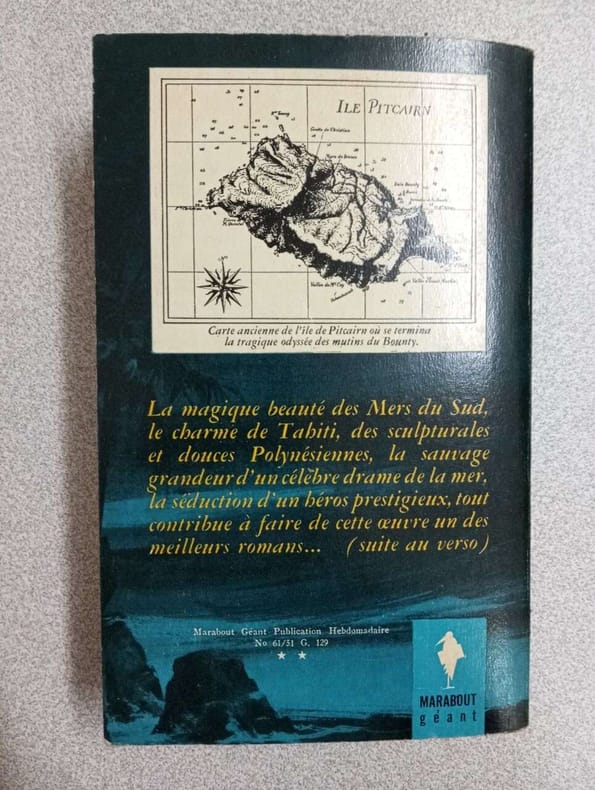 ILE PITCAIRN
Grotte de Christian
Carte ancienne de l'île de Pitcairn où se termina
la tragique odyssée des mutins du Bounty.
La magique beauté des Mers du Sud,
le charme de Tahiti, des sculpturales
et douces Polynésiennes, la sauvage
grandeur d'un célèbre drame de la mer,
la séduction d'un héros prestigieux, tout
contribue à faire de cette œuvre un des
meilleurs romans... (suite au verso)
Marabout Géant Publication Hebdomadaire
No 61/51 G. 129
MARABOUT
géant